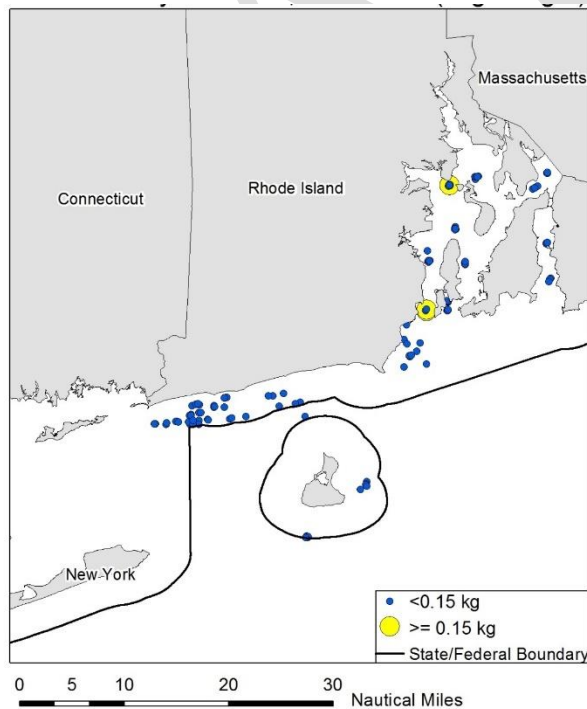 Massachusetts
Rhode Island
Connecticut
New York
<0.15 kg
>= 0.15 kg
State/Federal Boundary
0 5 10 20 30
Nautical Miles